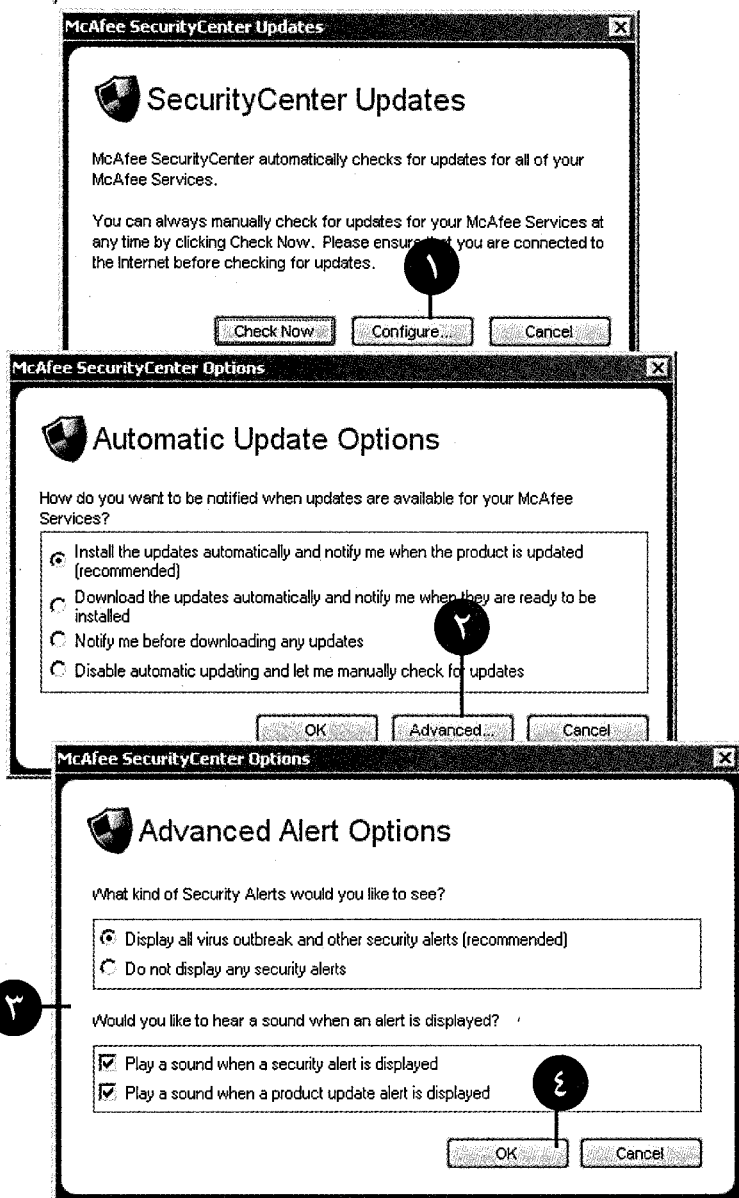 McAfee SecurityCenter Updates
SecurityCenter Updates
McAfee SecurityCenter automatically checks for updates for all of your
McAfee Services.
You can always manually check for updates for your McAfee Services at
any time by clicking Check Now. Please ensure you are connected to
the Internet before checking for updates.
١
Check Now
Configure...
Cancel
McAfee SecurityCenter Options
Automatic Update Options
How do you want to be notified when updates are available for your McAfee
Services?
Install the updates automatically and notify me when the product is updated
(recommended)
Download the updates automatically and notify me when they are ready to be
installed
Notify me before downloading any updates
Disable automatic updating and let me manually check for updates
٢
OK
Advanced...
Cancel
McAfee SecurityCenter Options
Advanced Alert Options
What kind of Security Alerts would you like to see?
Display all virus outbreak and other security alerts (recommended)
Do not display any security alerts
٣
Would you like to hear a sound when an alert is displayed?
Play a sound when a security alert is displayed
Play a sound when a product update alert is displayed
٤
OK
Cancel